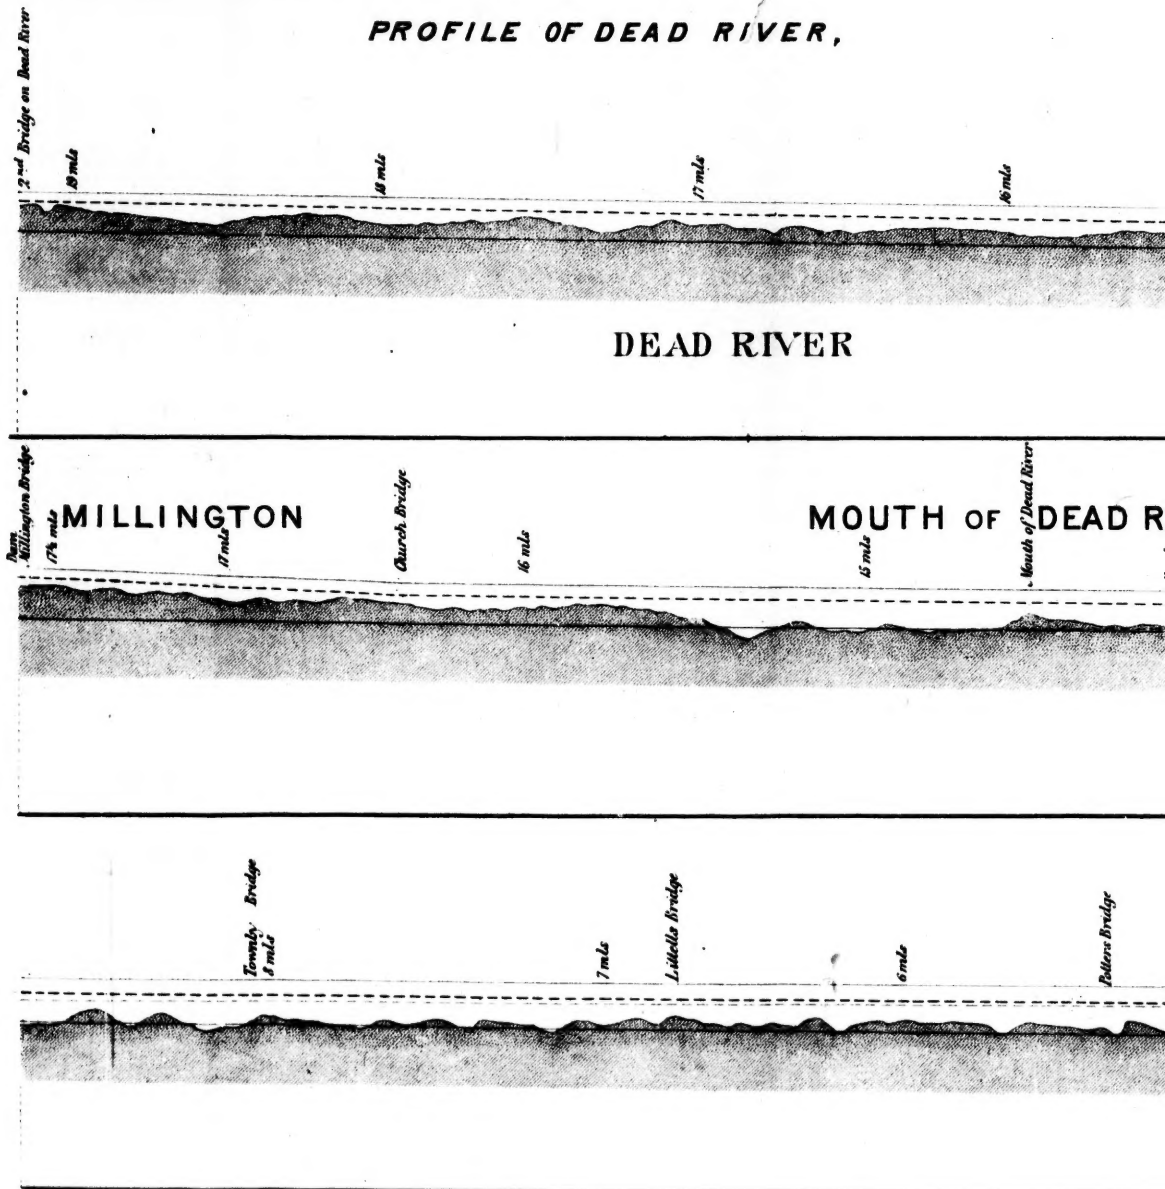 PROFILE OF DEAD RIVER,
2nd Bridge on Dead River
19 mls
18 mls
17 mls
16 mls
DEAD RIVER
Dam
Millington Bridge
17½ mls
MILLINGTON
17 mls
Church Bridge
16 mls
MOUTH OF DEAD R
15 mls
Mouth of Dead River
Townby Bridge
8 mls
7 mls
Littells Bridge
6 mls
Potters Bridge